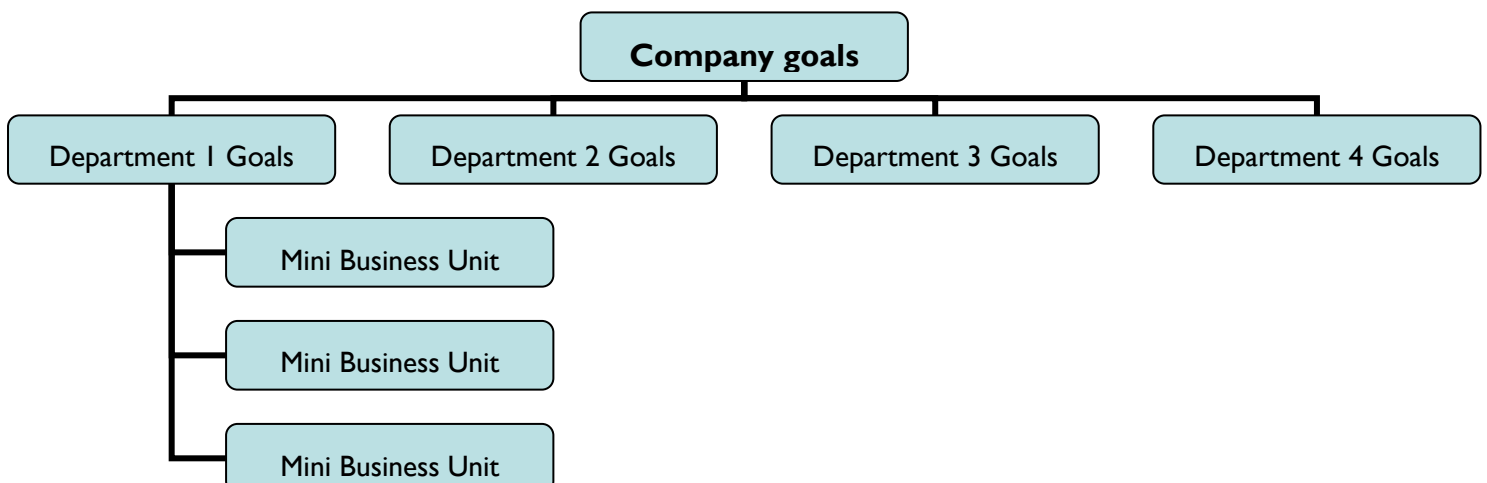 Company goals
Department 1 Goals
Department 2 Goals
Department 3 Goals
Department 4 Goals
Mini Business Unit
Mini Business Unit
Mini Business Unit